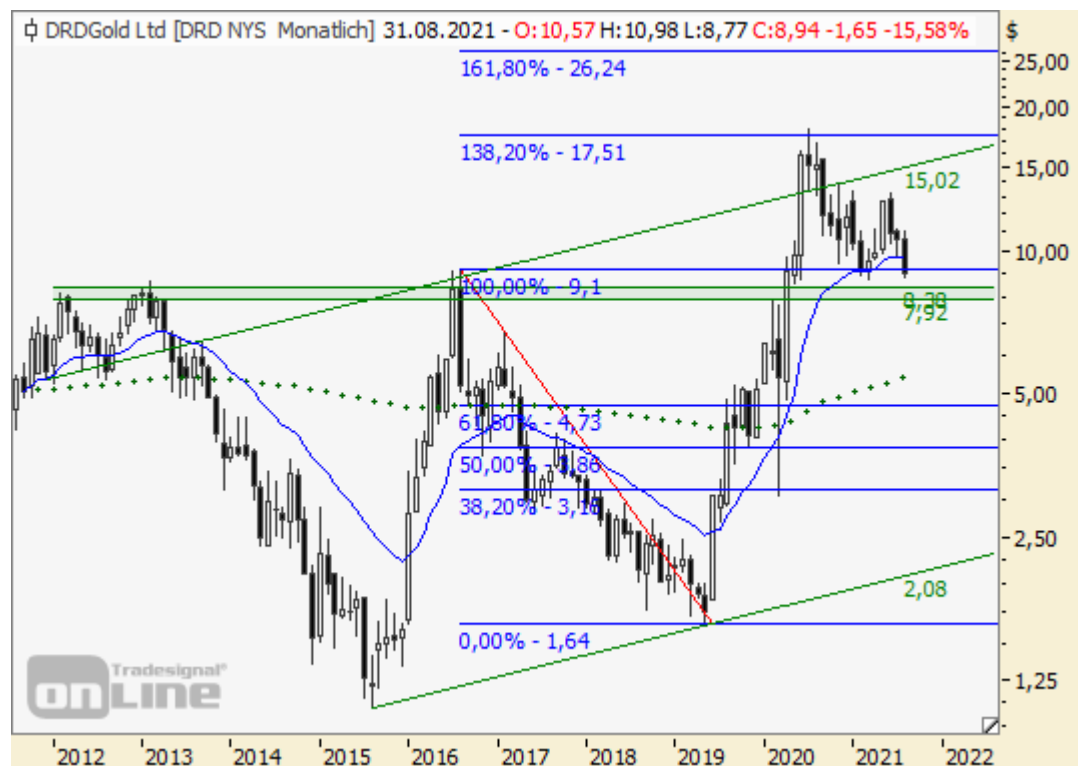 DRDGold Ltd [DRD NYS Monatlich] 31.08.2021 - O:10,57 H:10,98 L:8,77 C:8,94 -1,65 -15,58%
$
161,80% - 26,24
25,00
20,00
138,20% - 17,51
15,00
15,02
10,00
100,00% - 9,1
7,92
5,00
61,80% - 4,73
50,00% - 3,86
38,20% - 3,18
2,50
2,08
0,00% - 1,64
Tradesignal®
onLine
1,25
2012 2013 2014 2015 2016 2017 2018 2019 2020 2021 2022